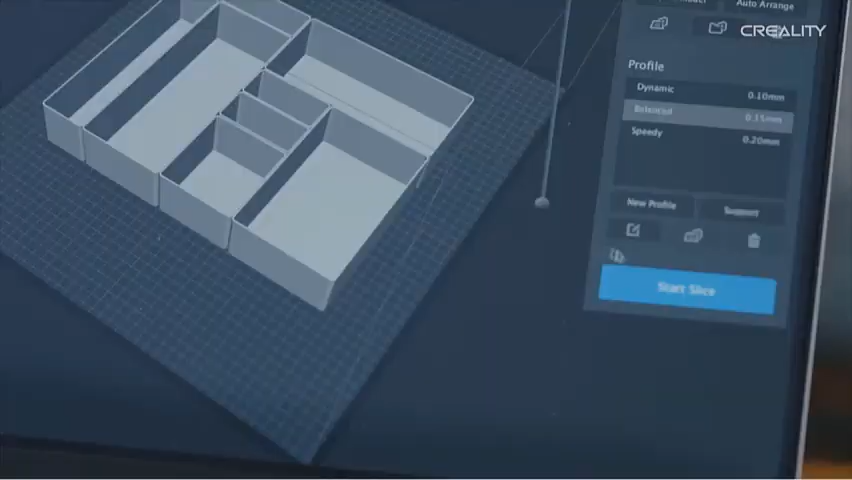 Auto Arrange
CREALITY
Profile
Dynamic 0.10mm
Balanced 0.15mm
Speedy 0.20mm
New Profile Support
Start Slice